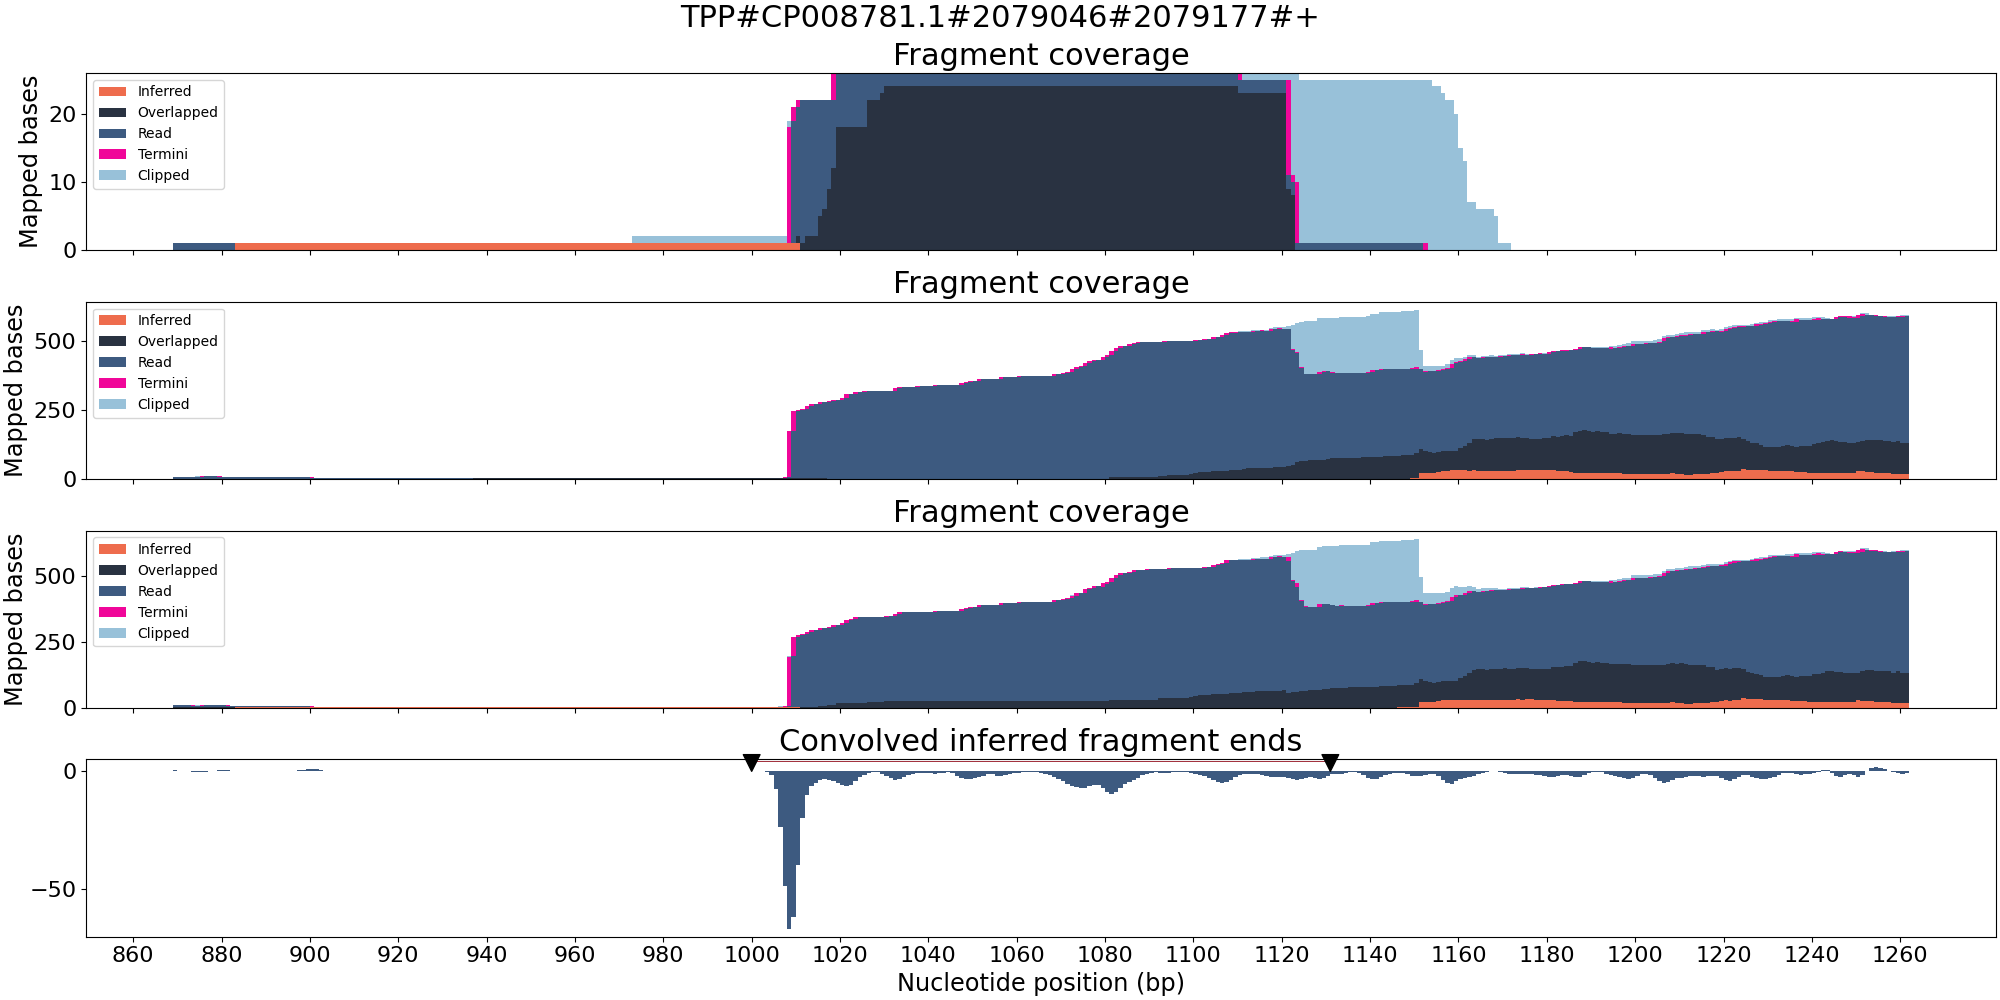 TPP#CP008781.1#2079046#2079177#+
Fragment coverage
Mapped bases
20
10
0
Inferred
Overlapped
Read
Termini
Clipped
Fragment coverage
Mapped bases
500
250
0
Inferred
Overlapped
Read
Termini
Clipped
Fragment coverage
Mapped bases
500
250
0
Inferred
Overlapped
Read
Termini
Clipped
Convolved inferred fragment ends
0
−50
860 880 900 920 940 960 980 1000 1020 1040 1060 1080 1100 1120 1140 1160 1180 1200 1220 1240 1260
Nucleotide position (bp)